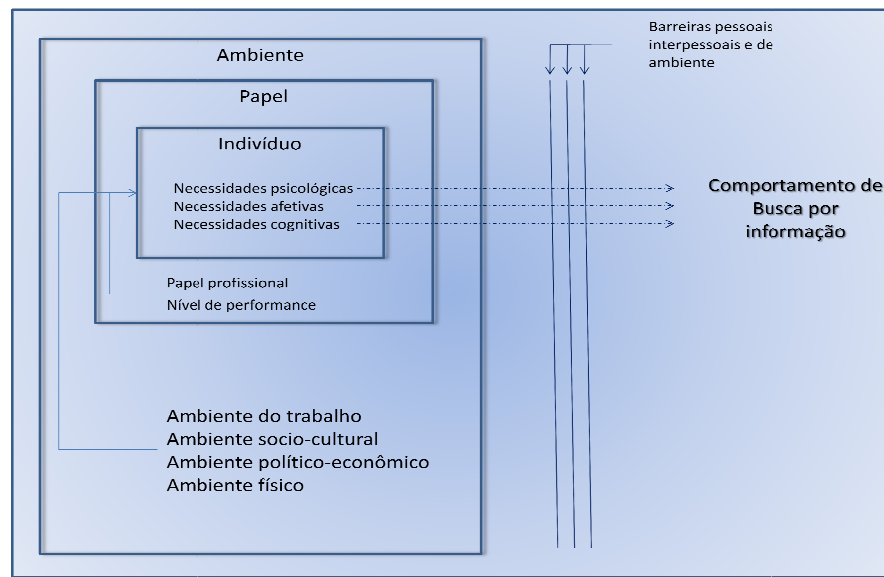 Barreiras pessoais
interpessoais e de
ambiente
Ambiente
Papel
Indivíduo
Necessidades psicológicas
Necessidades afetivas
Necessidades cognitivas
Comportamento de
Busca por
informação
Papel profissional
Nível de performance
Ambiente do trabalho
Ambiente socio-cultural
Ambiente político-econômico
Ambiente físico